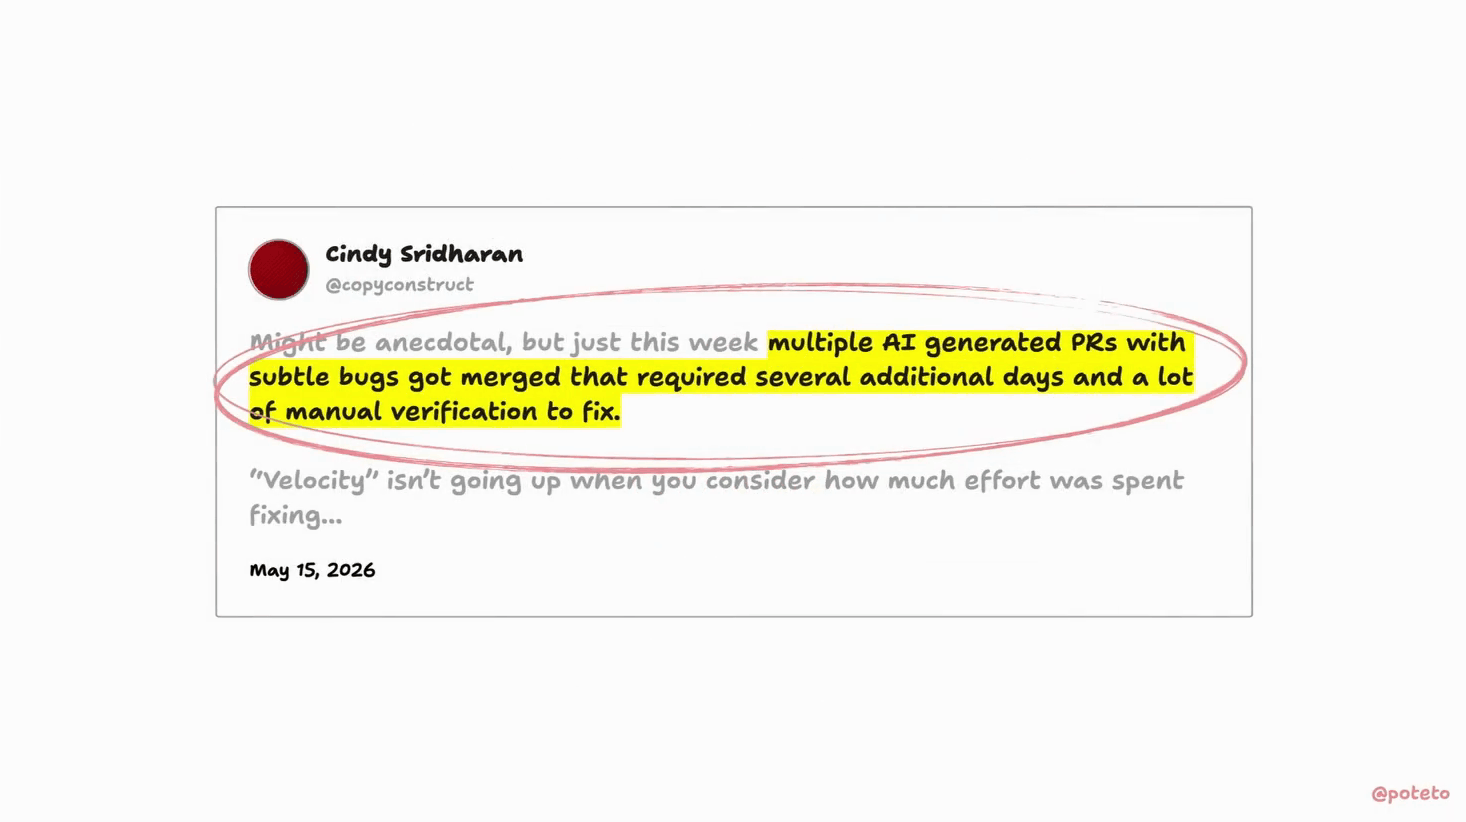 Cindy Sridharan
@copyconstruct
Might be anecdotal, but just this week multiple AI generated PRs with
subtle bugs got merged that required several additional days and a lot
of manual verification to fix.
"Velocity" isn't going up when you consider how much effort was spent
fixing...
May 15, 2026
@poteto